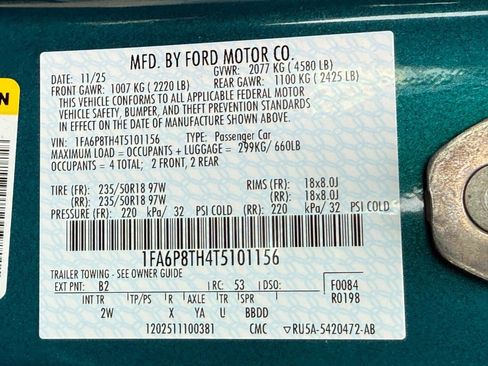 MFD. BY FORD MOTOR CO.
DATE: 11/25 GVWR: 2077 KG ( 4580 LB)
FRONT GAWR: 1007 KG ( 2220 LB) REAR GAWR: 1100 KG ( 2425 LB)
THIS VEHICLE CONFORMS TO ALL APPLICABLE FEDERAL MOTOR
VEHICLE SAFETY, BUMPER, AND THEFT PREVENTION STANDARDS
IN EFFECT ON THE DATE OF MANUFACTURE SHOWN ABOVE.
VIN: 1FA6P8TH4T5101156 TYPE: Passenger Car
MAXIMUM LOAD = OCCUPANTS + LUGGAGE = 299KG/ 660LB
OCCUPANTS = 4 TOTAL; 2 FRONT, 2 REAR
TIRE (FR): 235/50R18 97W RIMS (FR): 18x8.0J
(RR): 235/50R18 97W (RR): 18x8.0J
PRESSURE (FR): 220 kPa/ 32 PSI COLD (RR): 220 kPa/ 32 PSI COLD
1FA6P8TH4T5101156
TRAILER TOWING - SEE OWNER GUIDE
EXT PNT: B2 RC: 53 DSO: F0084
INT TR TP/PS R AXLE TR SPR R0198
2W X YA U BBDD
1202511100381 CMC ▽RU5A-5420472-AB